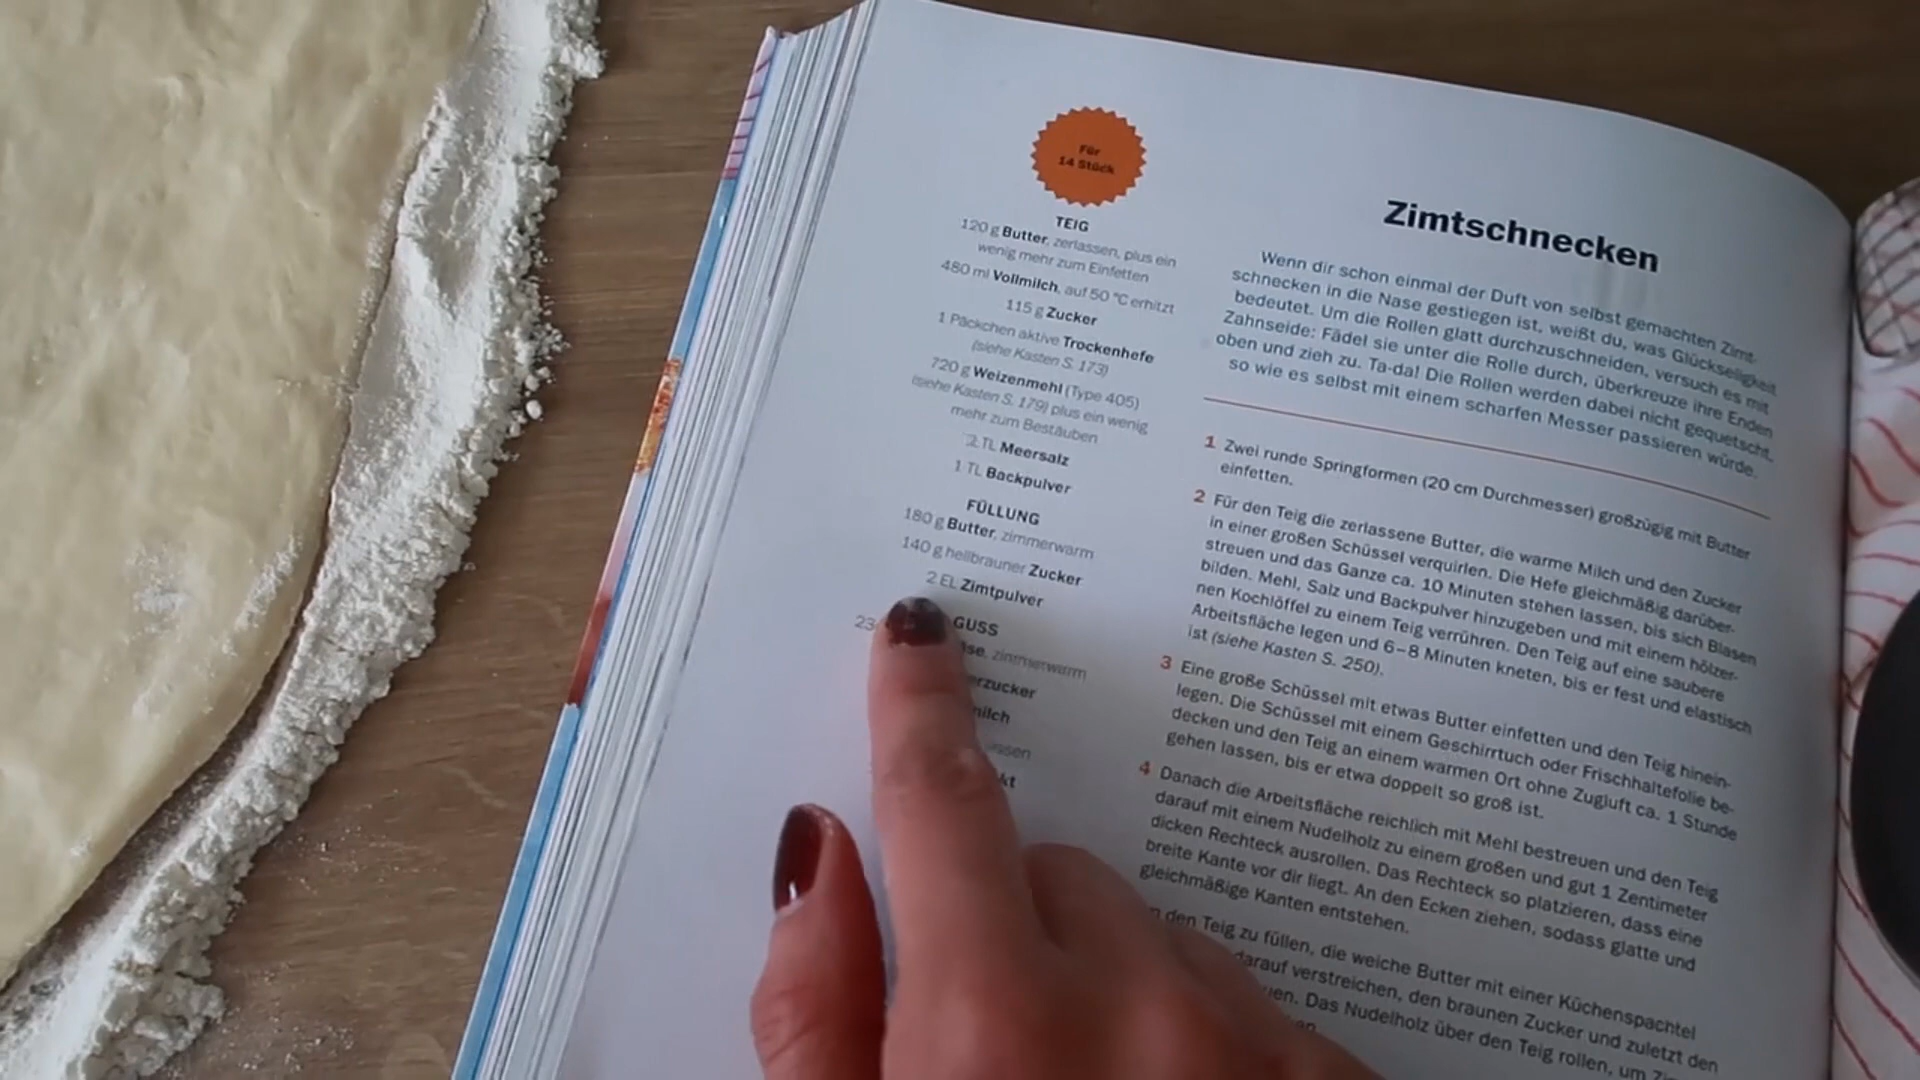 Für
14 Stück
TEIG
120 g Butter, zerlassen, plus ein
wenig mehr zum Einfetten
480 ml Vollmilch, auf 50 °C erhitzt
115 g Zucker
1 Päckchen aktive Trockenhefe
(siehe Kasten S. 173)
720 g Weizenmehl (Type 405)
(siehe Kasten S. 179) plus ein wenig
mehr zum Bestäuben
2 TL Meersalz
1 TL Backpulver
FÜLLUNG
180 g Butter, zimmerwarm
140 g hellbrauner Zucker
2 EL Zimtpulver
GUSS
zimmerwarm
Zimtschnecken
Wenn dir schon einmal der Duft von selbst gemachten Zimt-
schnecken in die Nase gestiegen ist, weißt du, was Glückseligkeit
bedeutet. Um die Rollen glatt durchzuschneiden, versuch es mit
Zahnseide: Fädel sie unter die Rolle durch, überkreuze ihre Enden
oben und zieh zu. Ta-da! Die Rollen werden dabei nicht gequetscht,
so wie es selbst mit einem scharfen Messer passieren würde.
1 Zwei runde Springformen (20 cm Durchmesser) großzügig mit Butter
einfetten.
2 Für den Teig die zerlassene Butter, die warme Milch und den Zucker
in einer großen Schüssel verquirlen. Die Hefe gleichmäßig darüber-
streuen und das Ganze ca. 10 Minuten stehen lassen, bis sich Blasen
bilden. Mehl, Salz und Backpulver hinzugeben und mit einem hölzer-
nen Kochlöffel zu einem Teig verrühren. Den Teig auf eine saubere
Arbeitsfläche legen und 6–8 Minuten kneten, bis er fest und elastisch
ist (siehe Kasten S. 250).
3 Eine große Schüssel mit etwas Butter einfetten und den Teig hinein-
legen. Die Schüssel mit einem Geschirrtuch oder Frischhaltefolie be-
decken und den Teig an einem warmen Ort ohne Zugluft ca. 1 Stunde
gehen lassen, bis er etwa doppelt so groß ist.
4 Danach die Arbeitsfläche reichlich mit Mehl bestreuen und den Teig
darauf mit einem Nudelholz zu einem großen und gut 1 Zentimeter
dicken Rechteck ausrollen. Das Rechteck so platzieren, dass eine
breite Kante vor dir liegt. An den Ecken ziehen, sodass glatte und
gleichmäßige Kanten entstehen.
den Teig zu füllen, die weiche Butter mit einer Küchenspachtel
darauf verstreichen, den braunen Zucker und zuletzt den
Das Nudelholz über den Teig rollen, um